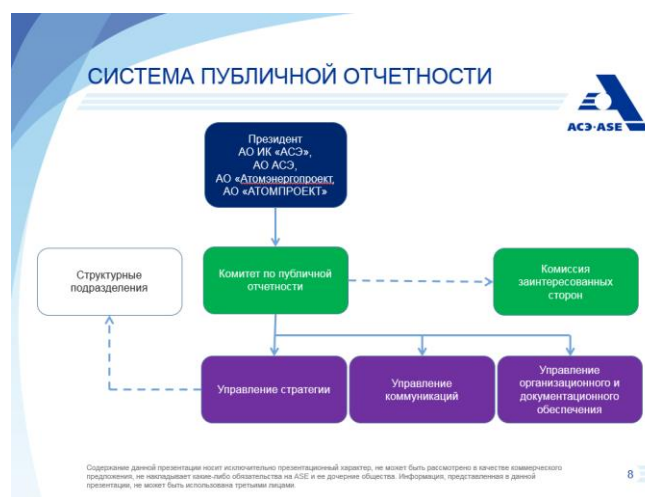 СИСТЕМА ПУБЛИЧНОЙ ОТЧЕТНОСТИ
АСЭ-ASE
Президент
АО ИК «АСЭ»,
АО АСЭ,
АО «Атомэнергопроект,
АО «АТОМПРОЕКТ»
Структурные
подразделения
Комитет по публичной
отчетности
Комиссия
заинтересованных
сторон
Управление стратегии
Управление
коммуникаций
Управление
организационного и
документационного
обеспечения
Содержание данной презентации носит исключительно презентационный характер, не может быть рассмотрено в качестве коммерческого
предложения, не накладывает какие-либо обязательства на ASE и ее дочерние общества. Информация, представленная в данной
презентации, не может быть использована третьими лицами.
8